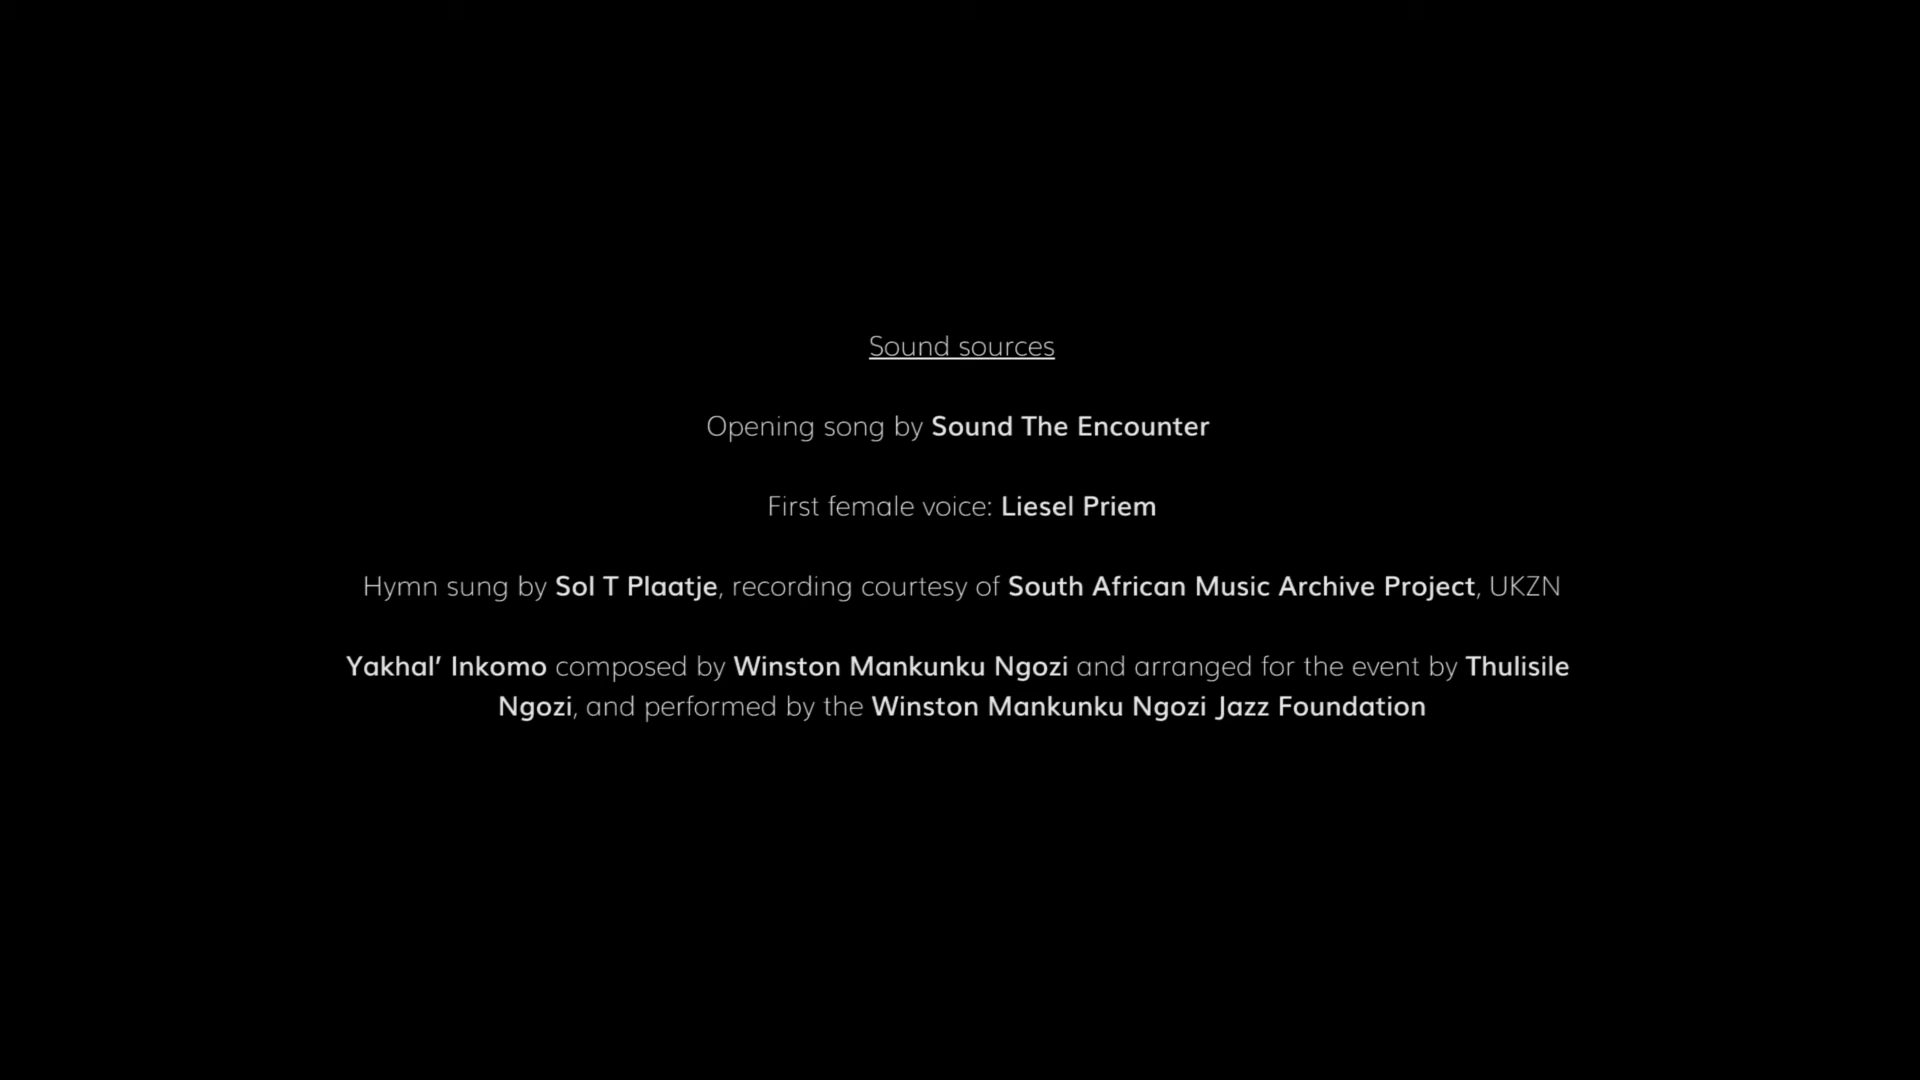 Sound sources
Opening song by Sound The Encounter
First female voice: Liesel Priem
Hymn sung by Sol T Plaatje, recording courtesy of South African Music Archive Project, UKZN
Yakhal’ Inkomo composed by Winston Mankunku Ngozi and arranged for the event by Thulisile
Ngozi, and performed by the Winston Mankunku Ngozi Jazz Foundation